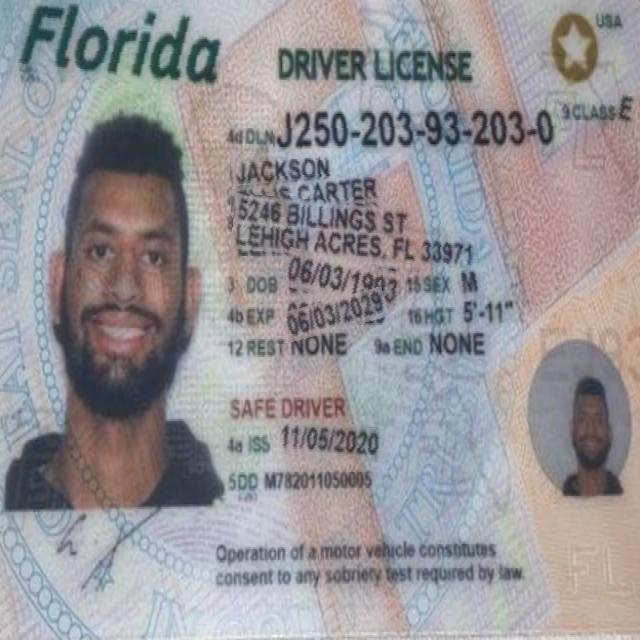 Florida
DRIVER LICENSE
USA
9 CLASS E
4d DLN J250-203-93-203-0
JACKSON
CARTER
5246 BILLINGS ST
LEHIGH ACRES, FL 33971
3 DOB 06/03/1993 15 SEX M
4b EXP 06/03/2029 16 HGT 5'-11"
12 REST NONE 9a END NONE
SAFE DRIVER
4a ISS 11/05/2020
5DD M782011050005
Operation of a motor vehicle constitutes
consent to any sobriety test required by law.
FL